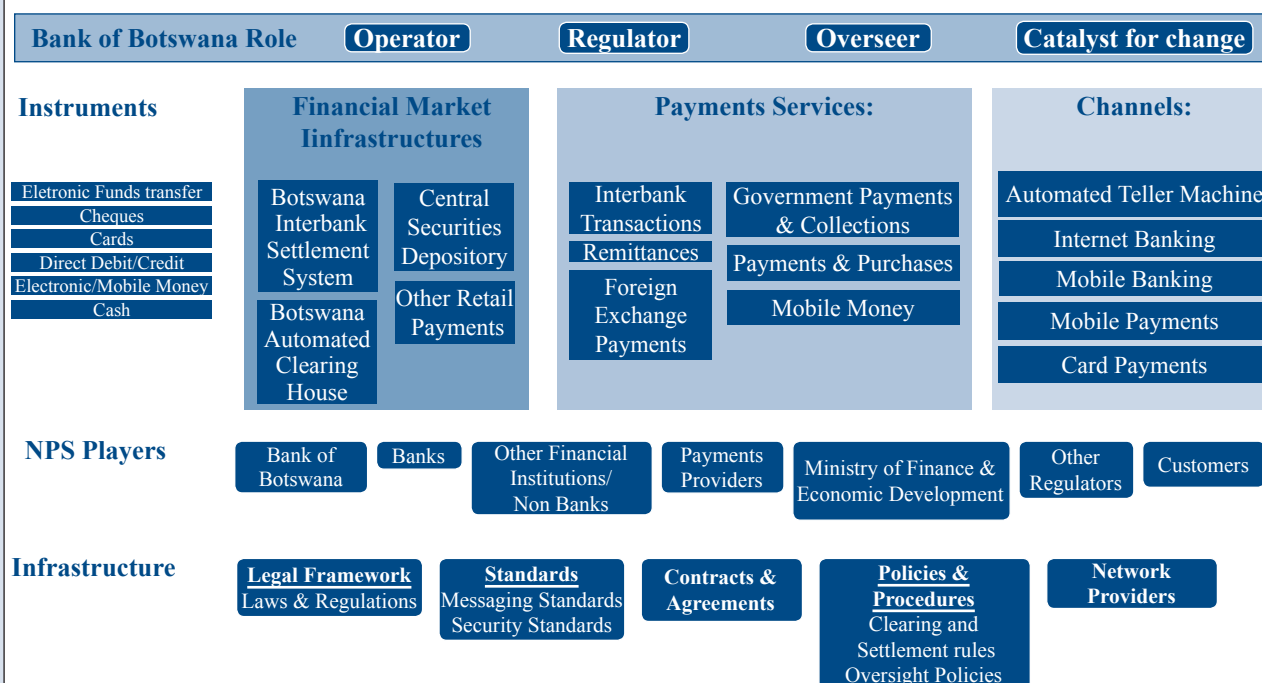 Bank of Botswana Role
Operator
Regulator
Overseer
Catalyst for change
Instruments
Eletronic Funds transfer
Cheques
Cards
Direct Debit/Credit
Electronic/Mobile Money
Cash
Financial Market
Iinfrastructures
Botswana
Interbank
Settlement
System
Botswana
Automated
Clearing
House
Central
Securities
Depository
Other Retail
Payments
Payments Services:
Interbank
Transactions
Remittances
Foreign
Exchange
Payments
Government Payments
& Collections
Payments & Purchases
Mobile Money
Channels:
Automated Teller Machine
Internet Banking
Mobile Banking
Mobile Payments
Card Payments
NPS Players
Bank of
Botswana
Banks
Other Financial
Institutions/
Non Banks
Payments
Providers
Ministry of Finance &
Economic Development
Other
Regulators
Customers
Infrastructure
Legal Framework
Laws & Regulations
Standards
Messaging Standards
Security Standards
Contracts &
Agreements
Policies &
Procedures
Clearing and
Settlement rules
Oversight Policies
Network
Providers